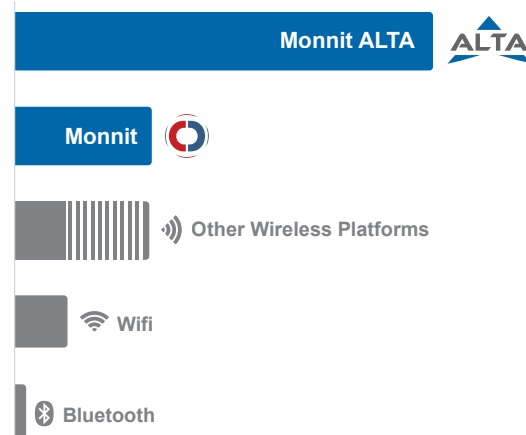 Monnit ALTA
ALTA
Monnit
Other Wireless Platforms
Wifi
Bluetooth